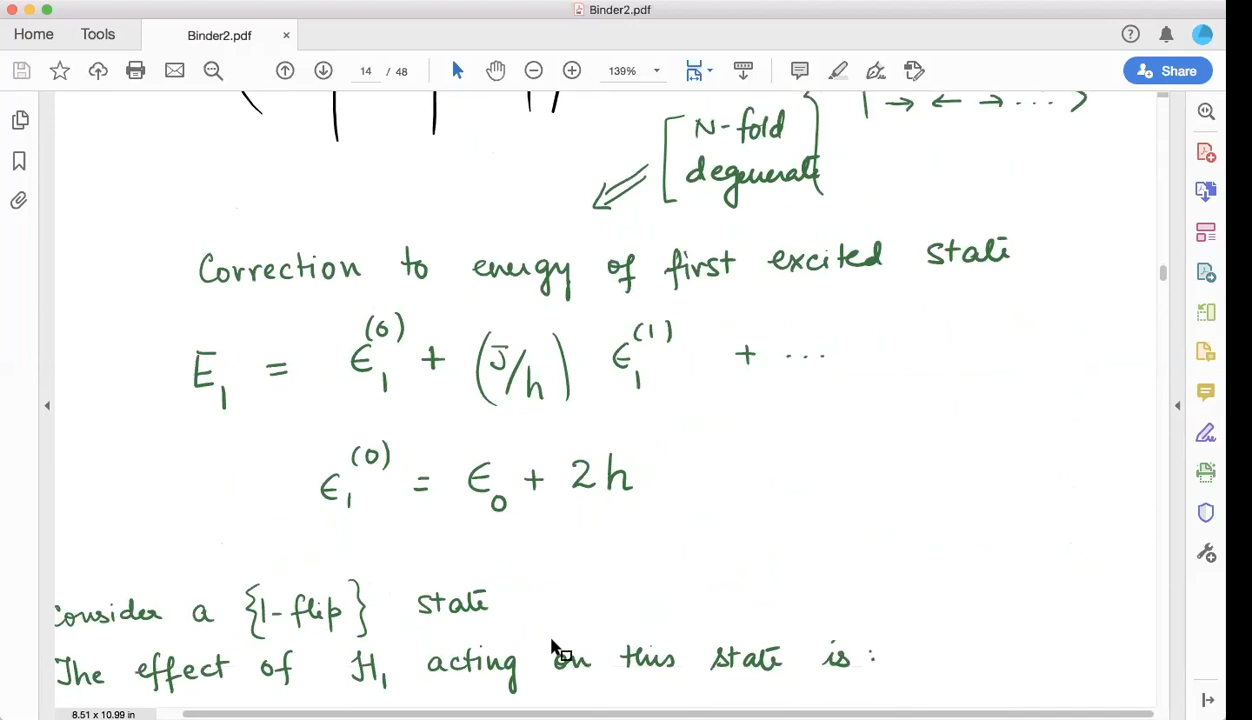 Binder2.pdf
Home Tools Binder2.pdf ×
14 / 48 139% Share
| → ← → ... ⟩
N-fold
degenerate
Correction to energy of first excited state
E₁ = ϵ₁⁽⁰⁾ + (J/h) ϵ₁⁽¹⁾ + ...
ϵ₁⁽⁰⁾ = ϵ₀ + 2h
Consider a {1-flip} state
The effect of H₁ acting on this state is :
8.51 x 10.99 in